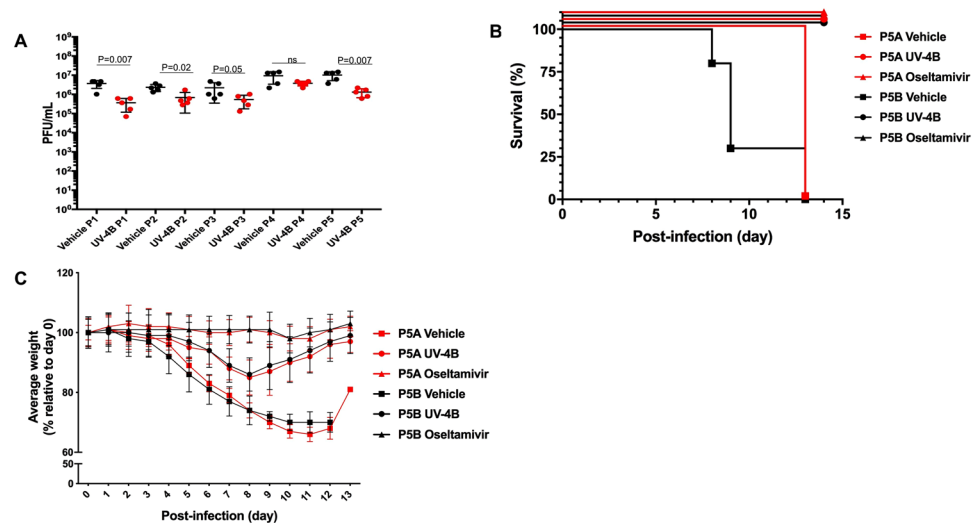 A
10⁹
10⁸
10⁷
10⁶
10⁵
10⁴
10³
10²
10¹
10⁰
PFU/mL
P=0.007
P=0.02
P=0.05
ns
P=0.007
Vehicle P1
UV-4B P1
Vehicle P2
UV-4B P2
Vehicle P3
UV-4B P3
Vehicle P4
UV-4B P4
Vehicle P5
UV-4B P5
B
100
75
50
25
0
Survival (%)
5
10
15
Post-infection (day)
P5A Vehicle
P5A UV-4B
P5A Oseltamivir
P5B Vehicle
P5B UV-4B
P5B Oseltamivir
C
120
100
80
60
50
0
Average weight
(% relative to day 0)
0
1
2
3
4
5
6
7
8
9
10
11
12
13
Post-infection (day)
P5A Vehicle
P5A UV-4B
P5A Oseltamivir
P5B Vehicle
P5B UV-4B
P5B Oseltamivir